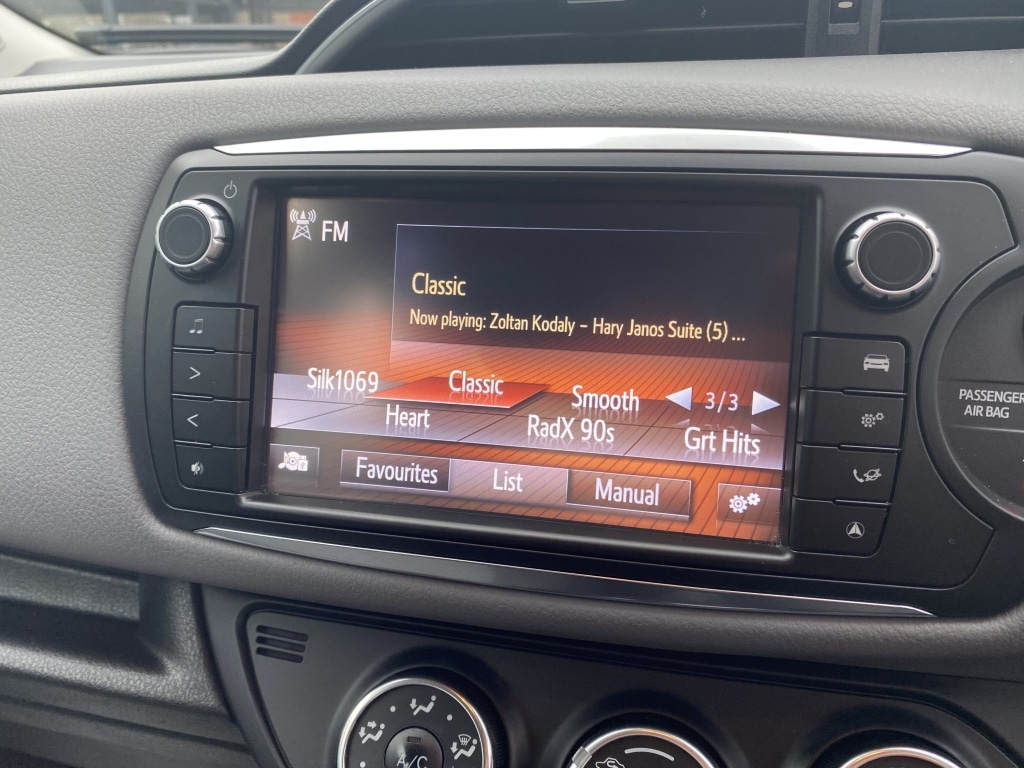 FM
Classic
Now playing: Zoltan Kodaly – Hary Janos Suite (5) ...
Silk1069 Classic Smooth 3/3
Heart RadX 90s Grt Hits
Favourites List Manual
PASSENGER
AIR BAG
A/C